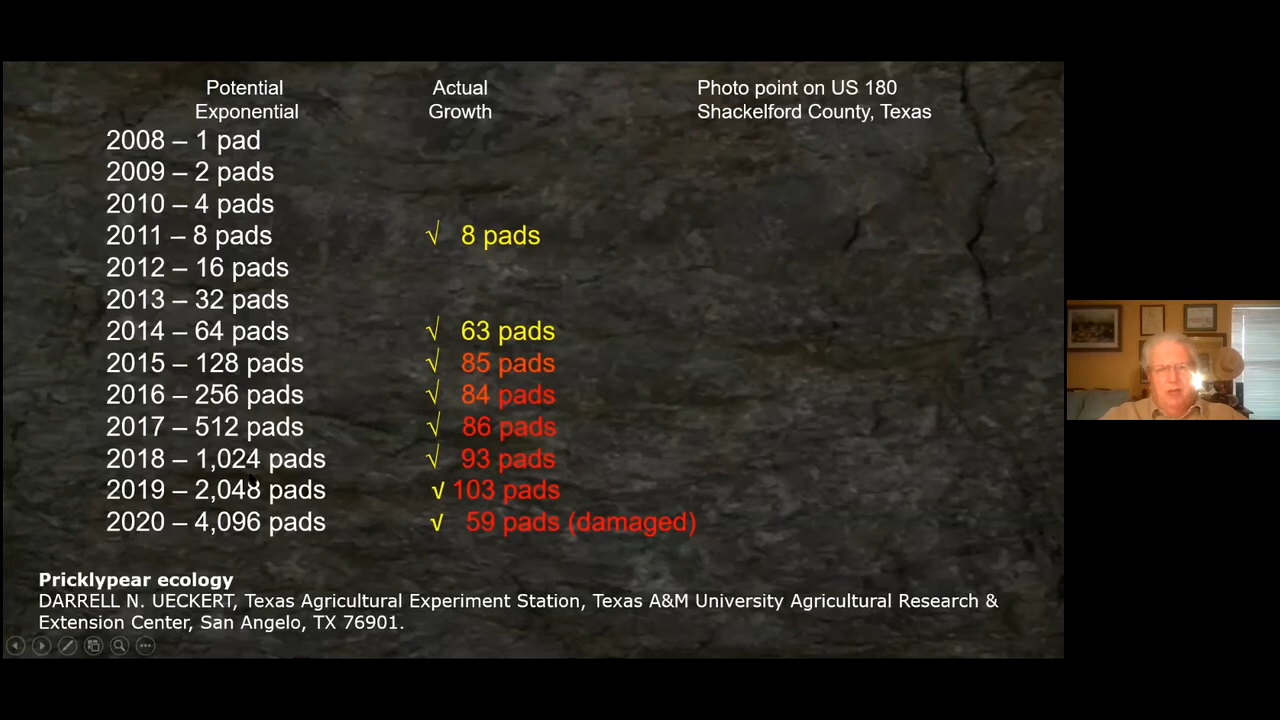 Potential
Exponential
Actual
Growth
Photo point on US 180
Shackelford County, Texas
2008 – 1 pad
2009 – 2 pads
2010 – 4 pads
2011 – 8 pads √ 8 pads
2012 – 16 pads
2013 – 32 pads
2014 – 64 pads √ 63 pads
2015 – 128 pads √ 85 pads
2016 – 256 pads √ 84 pads
2017 – 512 pads √ 86 pads
2018 – 1,024 pads √ 93 pads
2019 – 2,048 pads √ 103 pads
2020 – 4,096 pads √ 59 pads (damaged)
Pricklypear ecology
DARRELL N. UECKERT, Texas Agricultural Experiment Station, Texas A&M University Agricultural Research &
Extension Center, San Angelo, TX 76901.